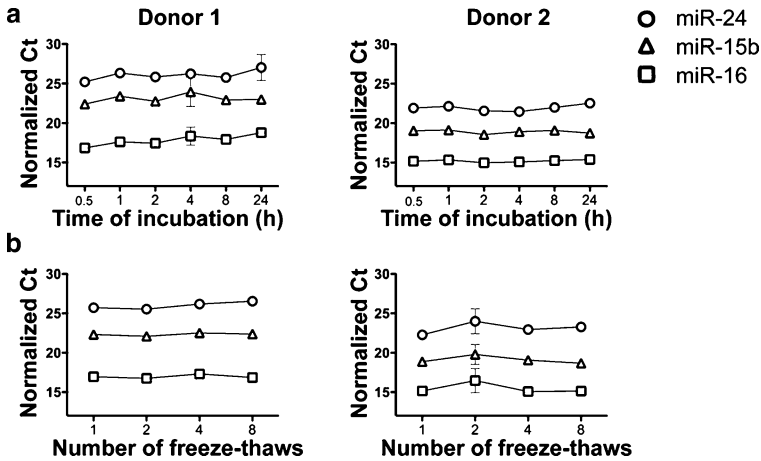 a
Donor 1
Donor 2
miR-24
miR-15b
miR-16
Normalized Ct
30
25
20
15
0.5 1 2 4 8 24
Time of incubation (h)
Normalized Ct
30
25
20
15
0.5 1 2 4 8 24
Time of incubation (h)
b
Normalized Ct
30
25
20
15
1 2 4 8
Number of freeze-thaws
Normalized Ct
30
25
20
15
1 2 4 8
Number of freeze-thaws